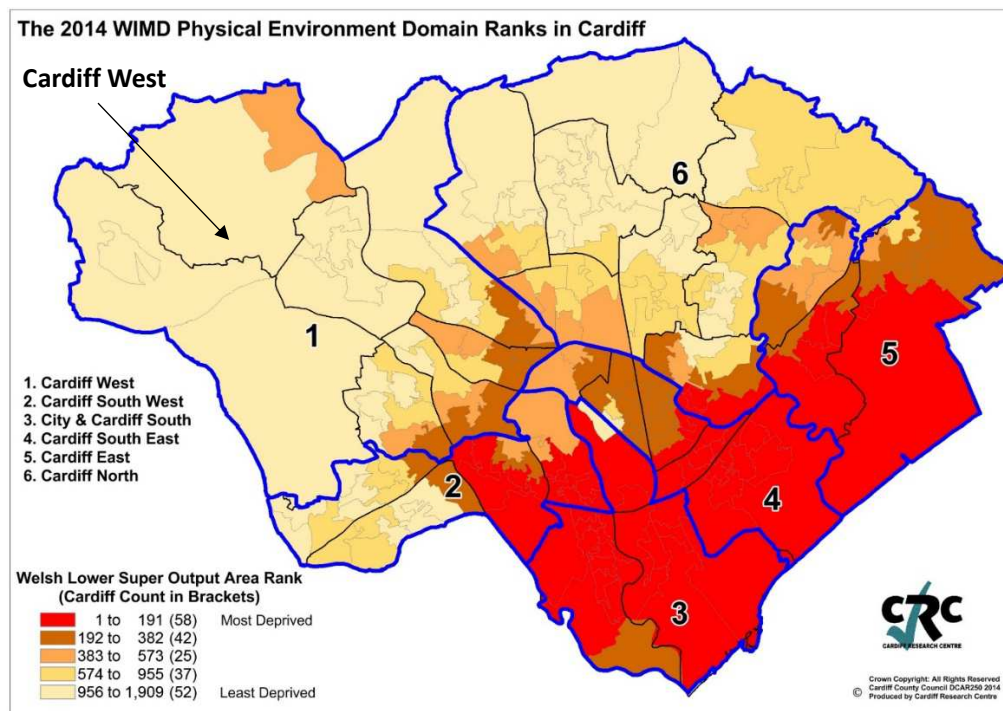 The 2014 WIMD Physical Environment Domain Ranks in Cardiff
Cardiff West
6
1
5
2
4
3
1. Cardiff West
2. Cardiff South West
3. City & Cardiff South
4. Cardiff South East
5. Cardiff East
6. Cardiff North
Welsh Lower Super Output Area Rank
(Cardiff Count in Brackets)
1 to 191 (58) Most Deprived
192 to 382 (42)
383 to 573 (25)
574 to 955 (37)
956 to 1,909 (52) Least Deprived
CRC
CARDIFF RESEARCH CENTRE
Crown Copyright: All Rights Reserved
Cardiff County Council DCAR250 2014
© Produced by Cardiff Research Centre